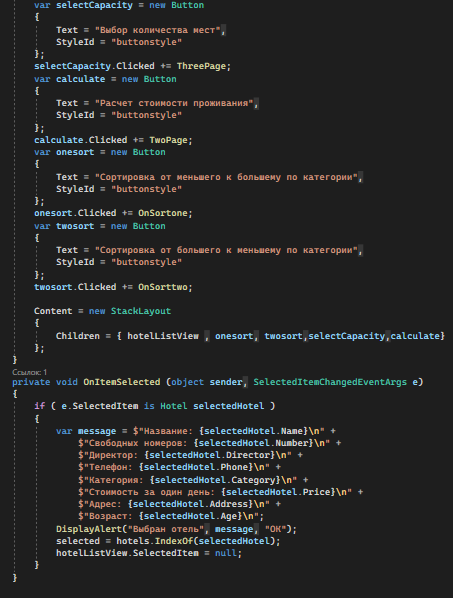 var selectCapacity = new Button
{
Text = "Выбор количества мест",
StyleId = "buttonstyle"
};
selectCapacity.Clicked += ThreePage;
var calculate = new Button
{
Text = "Расчет стоимости проживания",
StyleId = "buttonstyle"
};
calculate.Clicked += TwoPage;
var onesort = new Button
{
Text = "Сортировка от меньшего к большему по категории",
StyleId = "buttonstyle"
};
onesort.Clicked += OnSortone;
var twosort = new Button
{
Text = "Сортировка от большего к меньшему по категории",
StyleId = "buttonstyle"
};
twosort.Clicked += OnSorttwo;
Content = new StackLayout
{
Children = { hotelListView , onesort, twosort,selectCapacity,calculate}
};
}
Ссылок: 1
private void OnItemSelected (object sender, SelectedItemChangedEventArgs e)
{
if ( e.SelectedItem is Hotel selectedHotel )
{
var message = $"Название: {selectedHotel.Name}\n" +
$"Свободных номеров: {selectedHotel.Number}\n" +
$"Директор: {selectedHotel.Director}\n" +
$"Телефон: {selectedHotel.Phone}\n" +
$"Категория: {selectedHotel.Category}\n" +
$"Стоимость за один день: {selectedHotel.Price}\n" +
$"Адрес: {selectedHotel.Address}\n" +
$"Возраст: {selectedHotel.Age}\n";
DisplayAlert("Выбран отель", message, "ОК");
selected = hotels.IndexOf(selectedHotel);
hotelListView.SelectedItem = null;
}
}